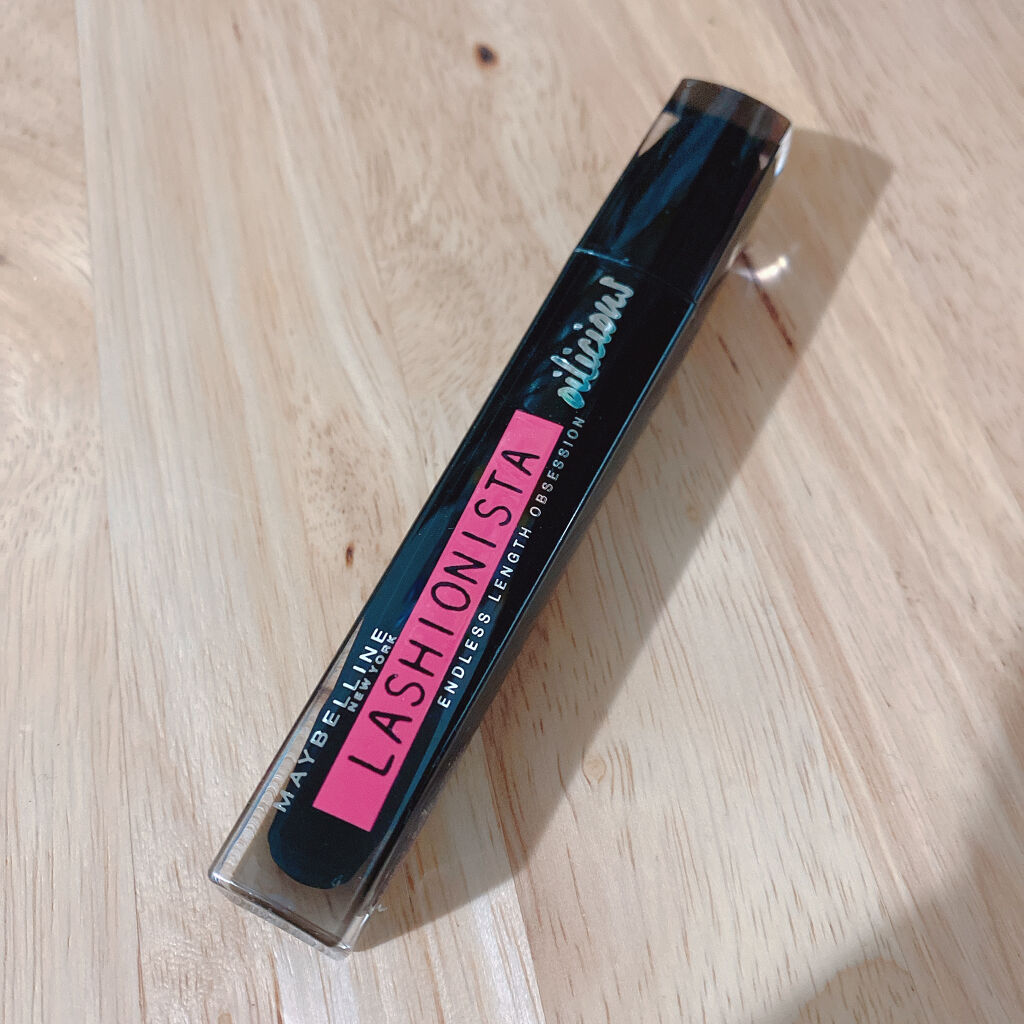 MAYBELLINE
NEW YORK
LASHIONISTA
ENDLESS LENGTH OBSESSION
oilicious